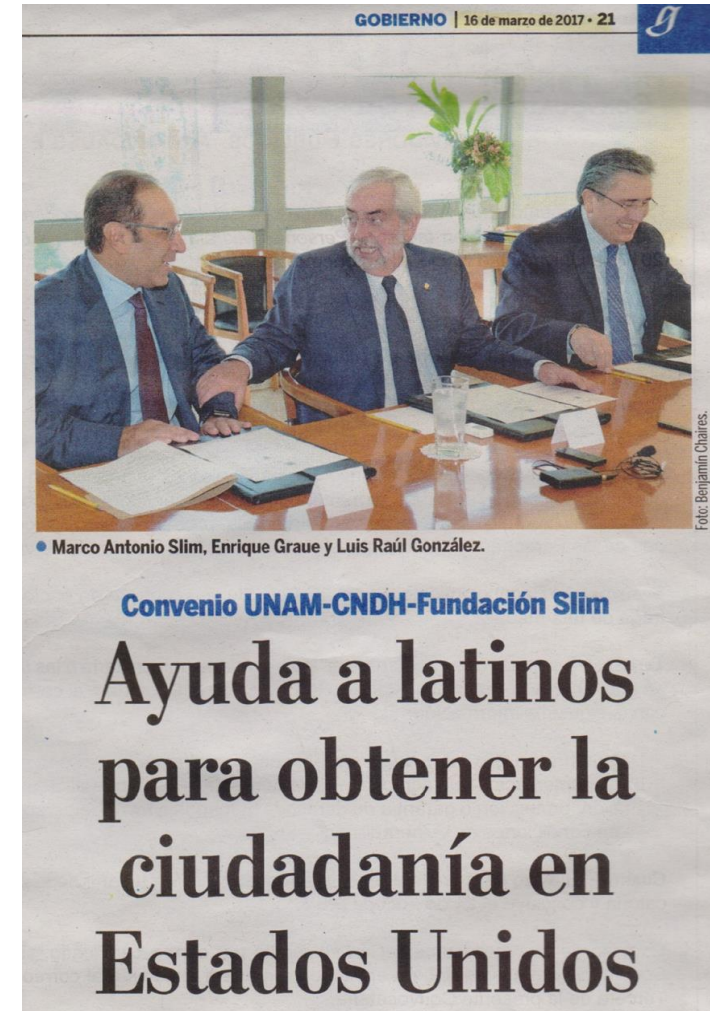 GOBIERNO | 16 de marzo de 2017 • 21
g
Foto: Benjamín Chaires.
• Marco Antonio Slim, Enrique Graue y Luis Raúl González.
Convenio UNAM-CNDH-Fundación Slim
Ayuda a latinos
para obtener la
ciudadanía en
Estados Unidos